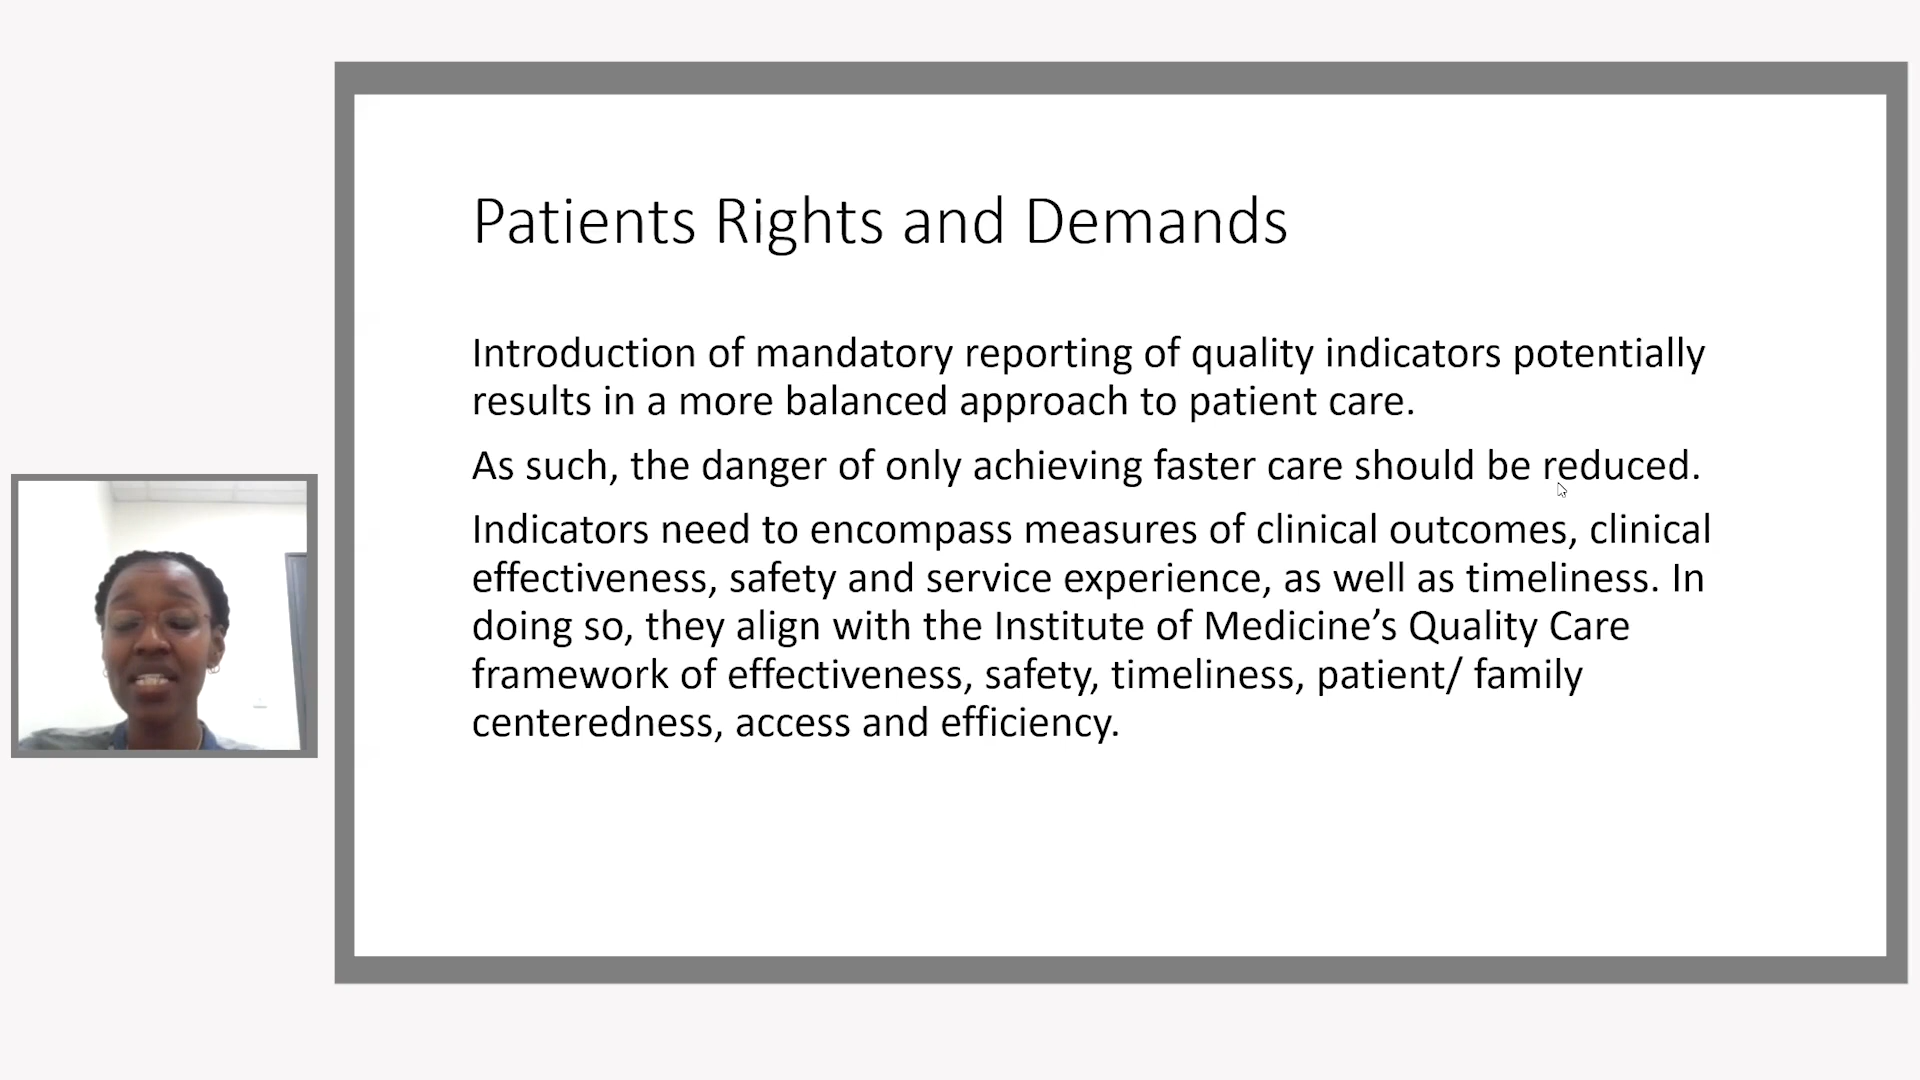 Patients Rights and Demands
Introduction of mandatory reporting of quality indicators potentially
results in a more balanced approach to patient care.
As such, the danger of only achieving faster care should be reduced.
Indicators need to encompass measures of clinical outcomes, clinical
effectiveness, safety and service experience, as well as timeliness. In
doing so, they align with the Institute of Medicine’s Quality Care
framework of effectiveness, safety, timeliness, patient/ family
centeredness, access and efficiency.